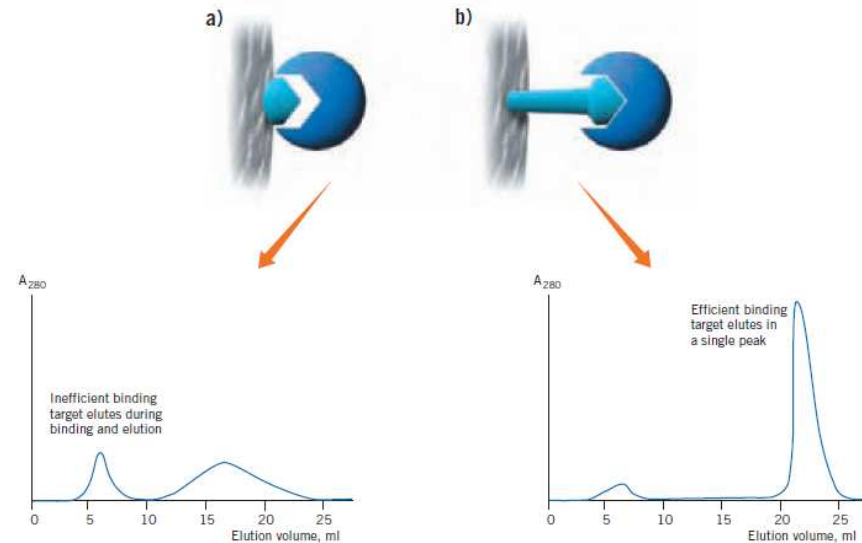 a)
b)
A280
Inefficient binding
target elutes during
binding and elution
0 5 10 15 20 25
Elution volume, ml
A280
Efficient binding
target elutes in
a single peak
0 5 10 15 20 25
Elution volume, ml